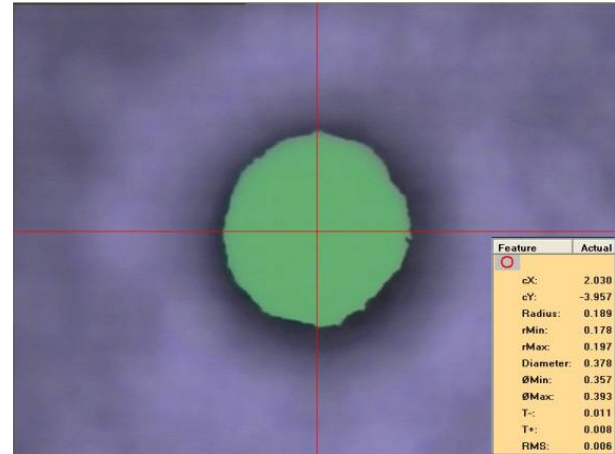 Feature Actual
cX: 2.030
cY: -3.957
Radius: 0.189
rMin: 0.178
rMax: 0.197
Diameter: 0.378
ØMin: 0.357
ØMax: 0.393
T-: 0.011
T+: 0.008
RMS: 0.006